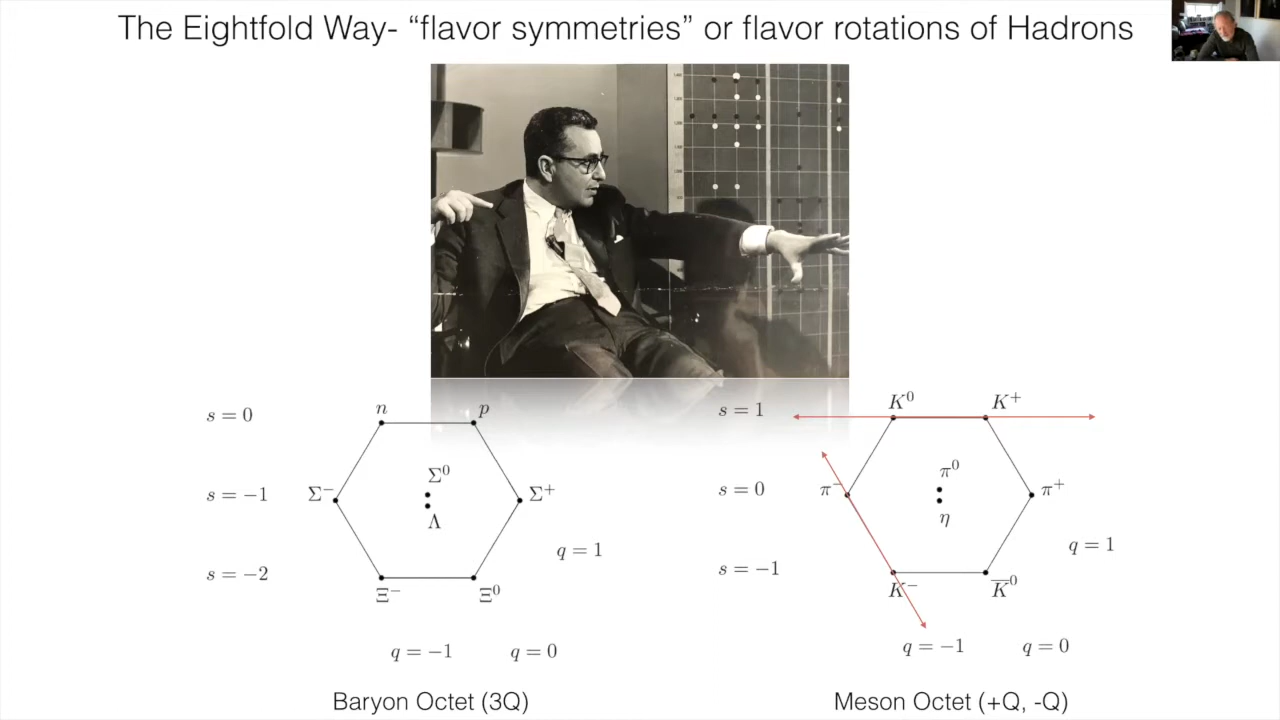 The Eightfold Way- “flavor symmetries” or flavor rotations of Hadrons
s = 0
n
p
Σ⁰
s = −1
Σ⁻
Σ⁺
Λ
q = 1
s = −2
Ξ⁻
Ξ⁰
q = −1
q = 0
Baryon Octet (3Q)
s = 1
K⁰
K⁺
π⁰
s = 0
π⁻
π⁺
η
q = 1
s = −1
K⁻
K̅⁰
q = −1
q = 0
Meson Octet (+Q, -Q)